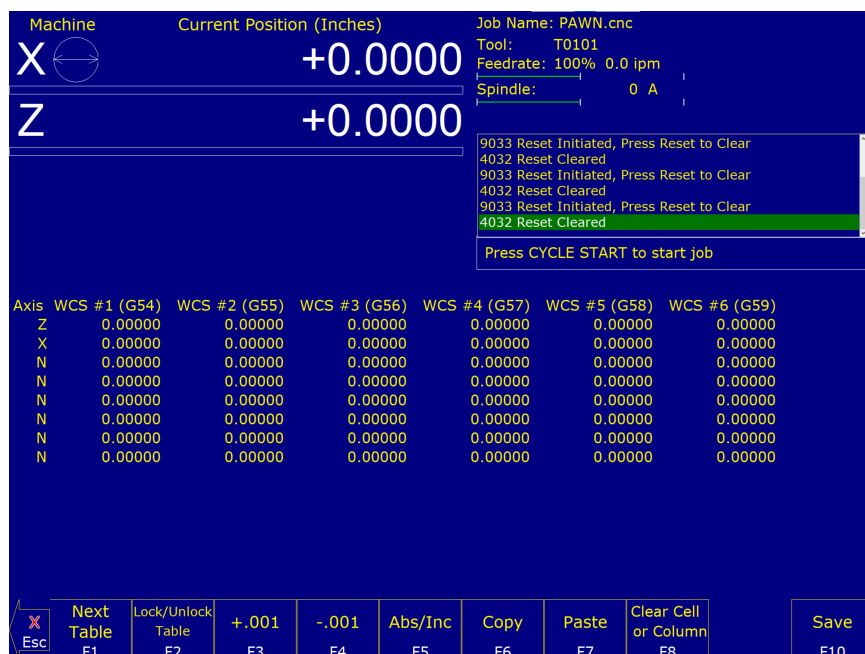 Machine Current Position (Inches)
X +0.0000
Z +0.0000
Job Name: PAWN.cnc
Tool: T0101
Feedrate: 100% 0.0 ipm
Spindle: 0 A
9033 Reset Initiated, Press Reset to Clear
4032 Reset Cleared
9033 Reset Initiated, Press Reset to Clear
4032 Reset Cleared
9033 Reset Initiated, Press Reset to Clear
4032 Reset Cleared
Press CYCLE START to start job
Axis WCS #1 (G54) WCS #2 (G55) WCS #3 (G56) WCS #4 (G57) WCS #5 (G58) WCS #6 (G59)
Z 0.00000 0.00000 0.00000 0.00000 0.00000 0.00000
X 0.00000 0.00000 0.00000 0.00000 0.00000 0.00000
N 0.00000 0.00000 0.00000 0.00000 0.00000 0.00000
N 0.00000 0.00000 0.00000 0.00000 0.00000 0.00000
N 0.00000 0.00000 0.00000 0.00000 0.00000 0.00000
N 0.00000 0.00000 0.00000 0.00000 0.00000 0.00000
N 0.00000 0.00000 0.00000 0.00000 0.00000 0.00000
N 0.00000 0.00000 0.00000 0.00000 0.00000 0.00000
X
Esc
Next
Table
F1
Lock/Unlock
Table
F2
+.001
F3
-.001
F4
Abs/Inc
F5
Copy
F6
Paste
F7
Clear Cell
or Column
F8
Save
F10